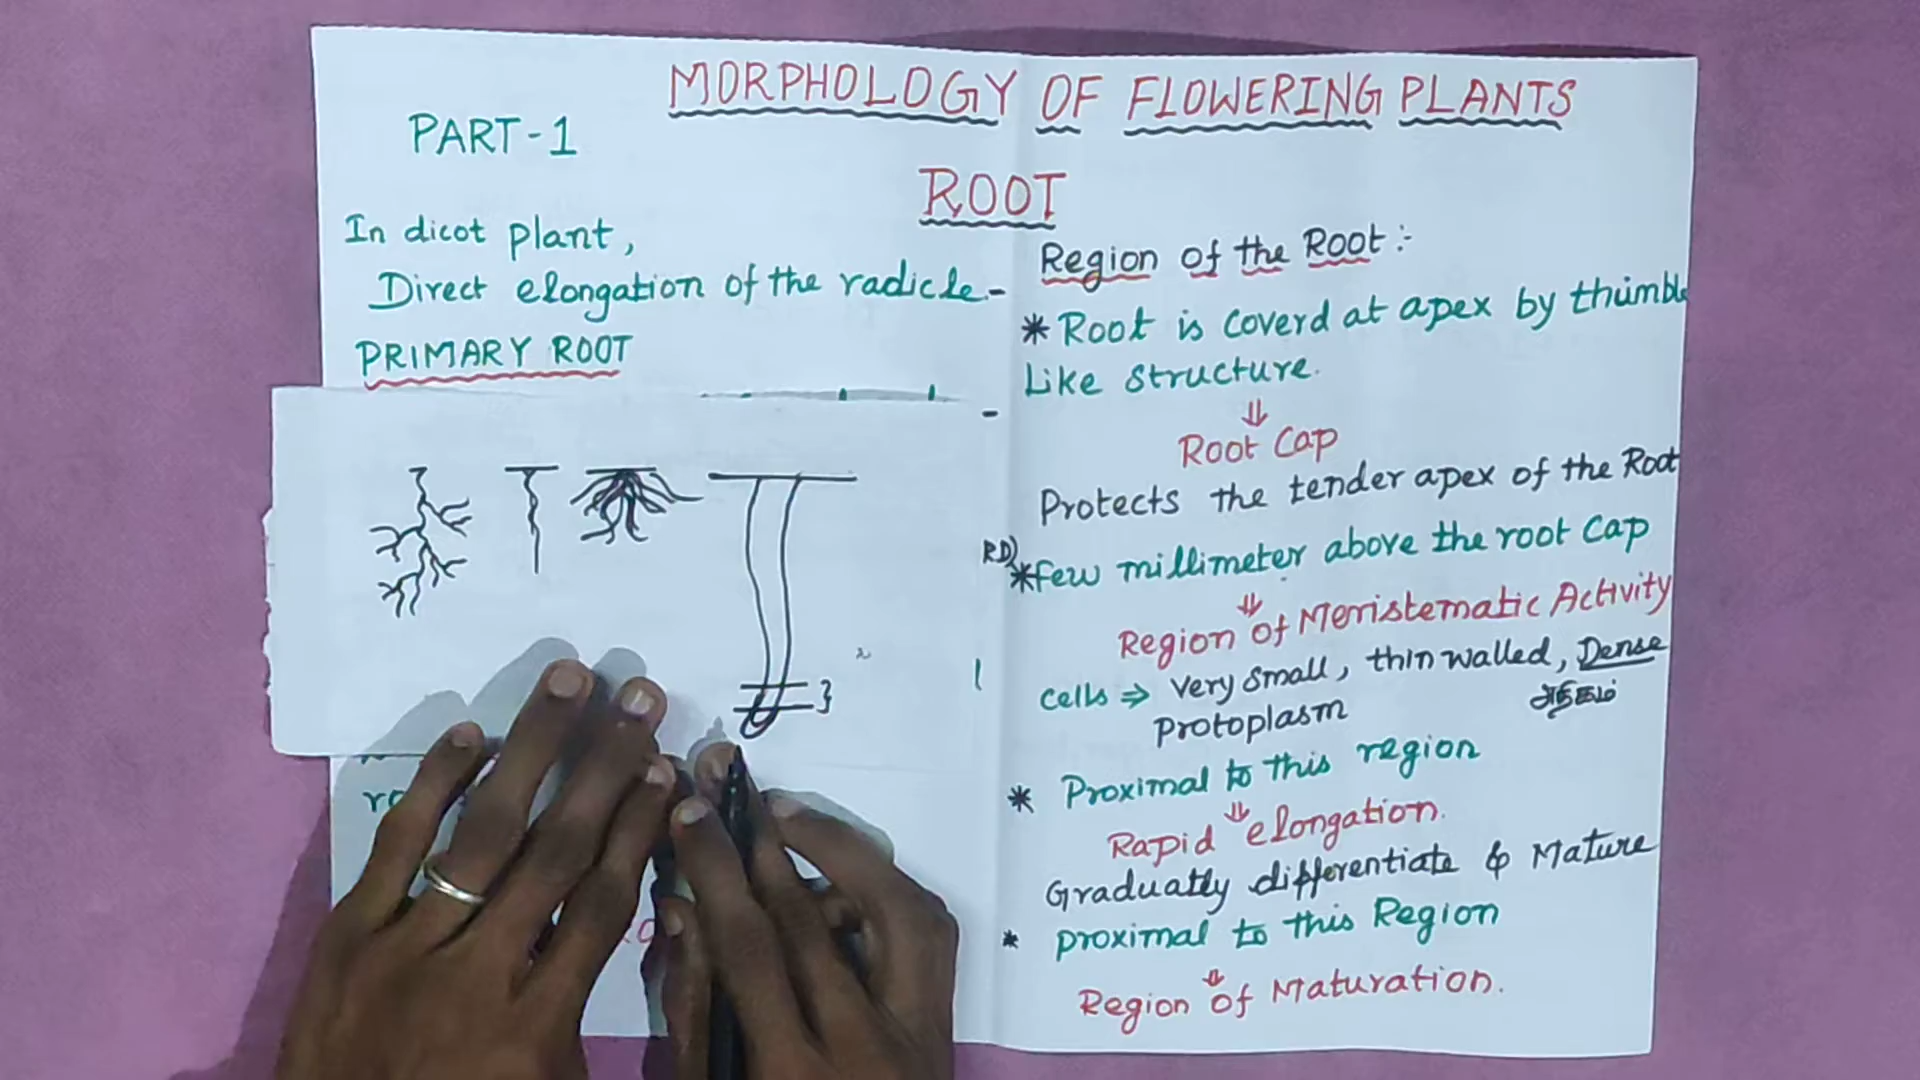 MORPHOLOGY OF FLOWERING PLANTS
PART-1
ROOT
In dicot plant,
Direct elongation of the radicle.-
PRIMARY ROOT
Region of the Root :-
* Root is coverd at apex by thimble
Like structure.
⇓
Root Cap
Protects the tender apex of the Root
RD)
*few millimeter above the root cap
⇓
Region of Meristematic Activity
cells ⇒ very small, thin walled, Dense
Protoplasm
* Proximal to this region
⇓
Rapid elongation.
Graduatly differentiate & Mature
* proximal to this Region
⇓
Region of Maturation.